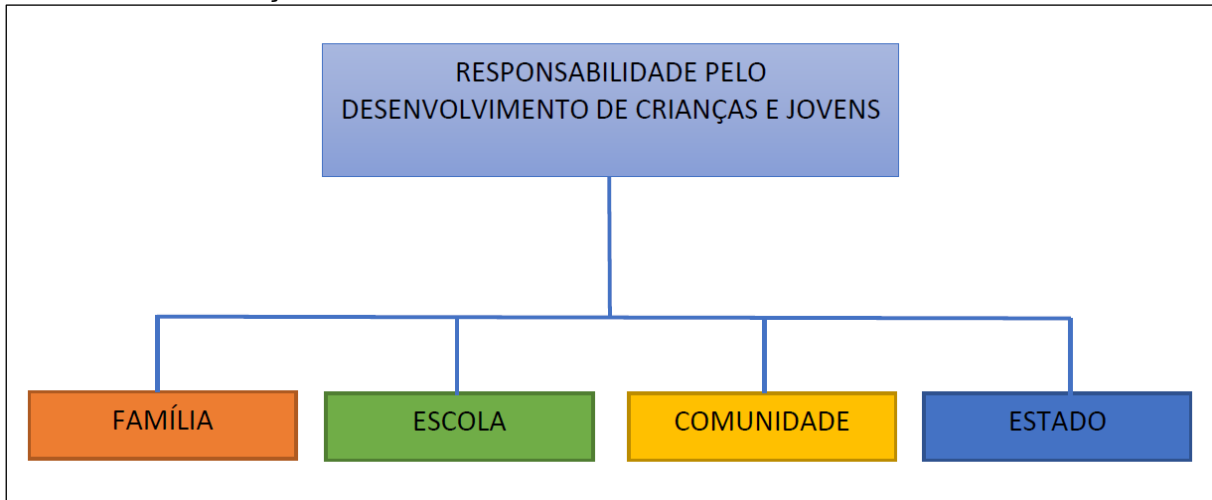 RESPONSABILIDADE PELO
DESENVOLVIMENTO DE CRIANÇAS E JOVENS
FAMÍLIA
ESCOLA
COMUNIDADE
ESTADO